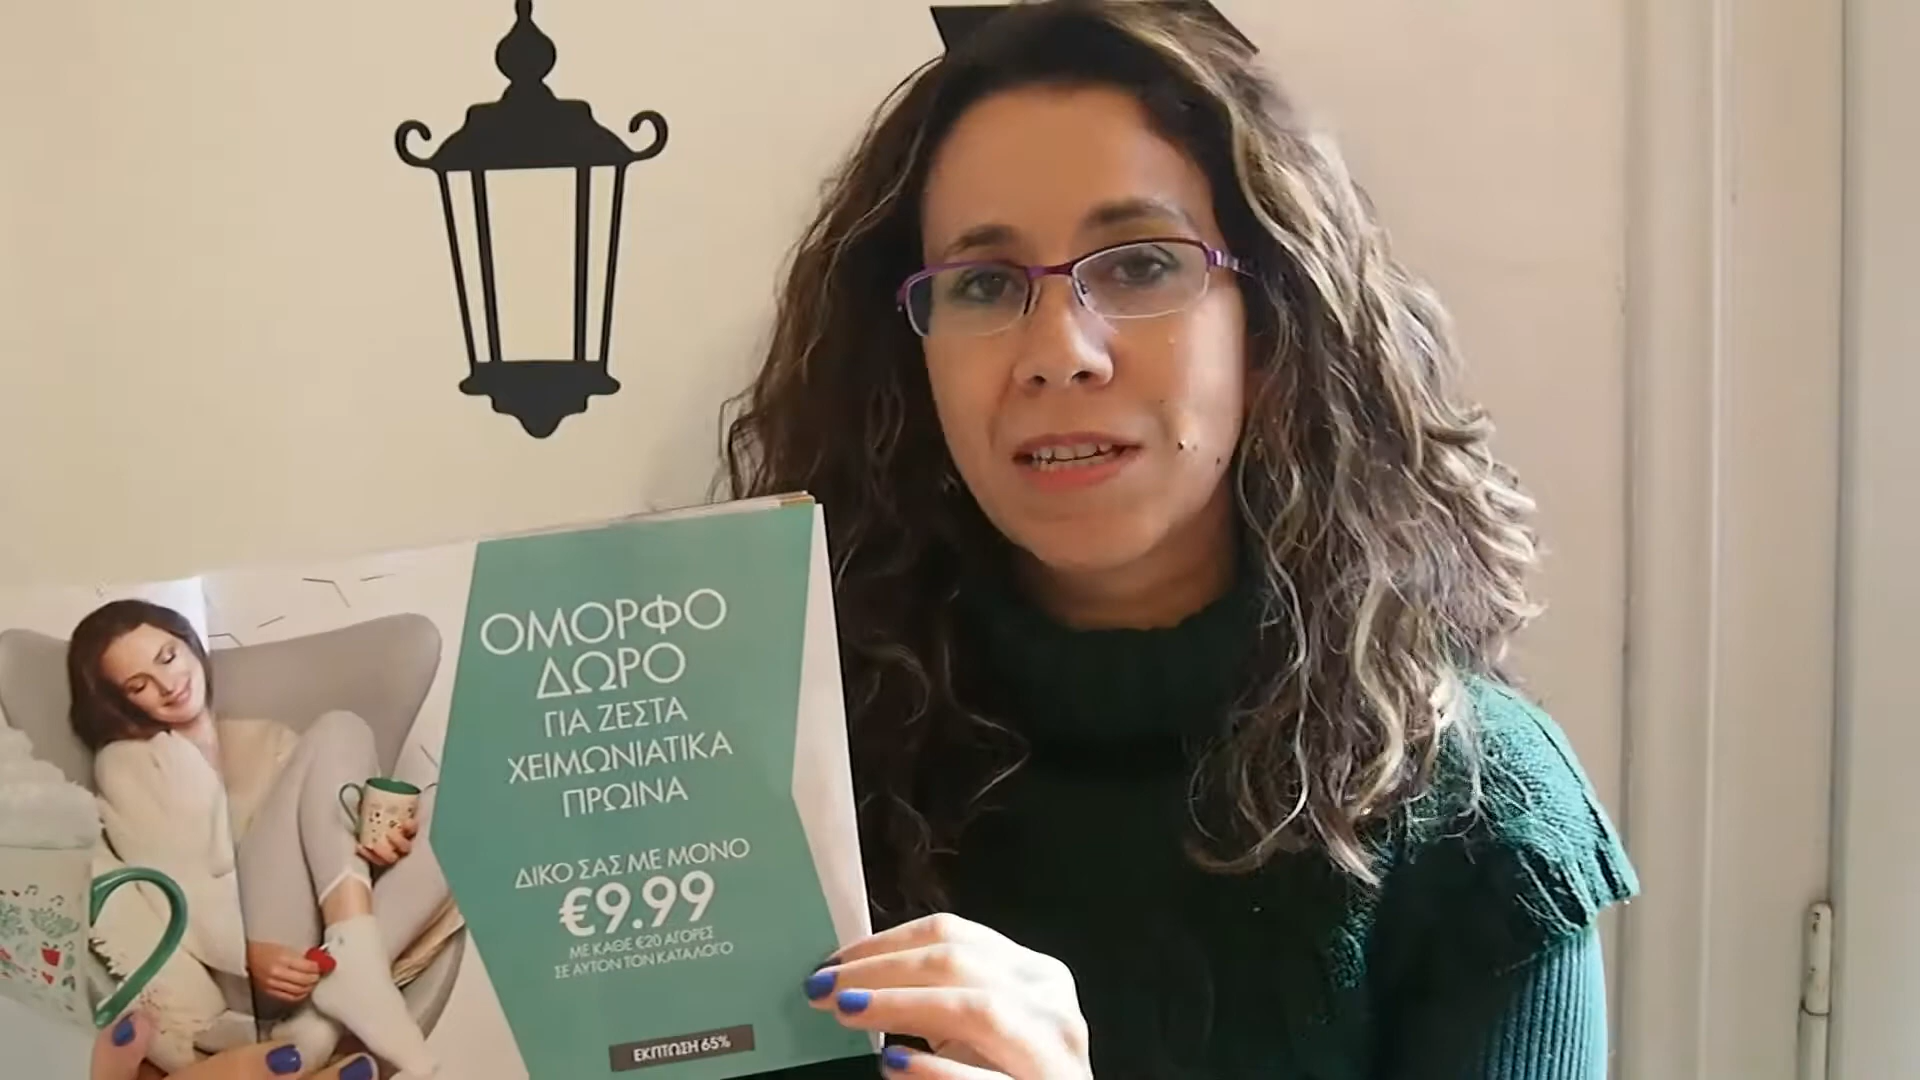 ΟΜΟΡΦΟ
ΔΩΡΟ
ΓΙΑ ΖΕΣΤΑ
ΧΕΙΜΩΝΙΑΤΙΚΑ
ΠΡΩΙΝΑ
ΔΙΚΟ ΣΑΣ ΜΕ ΜΟΝΟ
€9.99
ΜΕ ΚΑΘΕ €20 ΑΓΟΡΕΣ
ΣΕ ΑΥΤΟΝ ΤΟΝ ΚΑΤΑΛΟΓΟ
ΕΚΠΤΩΣΗ 65%